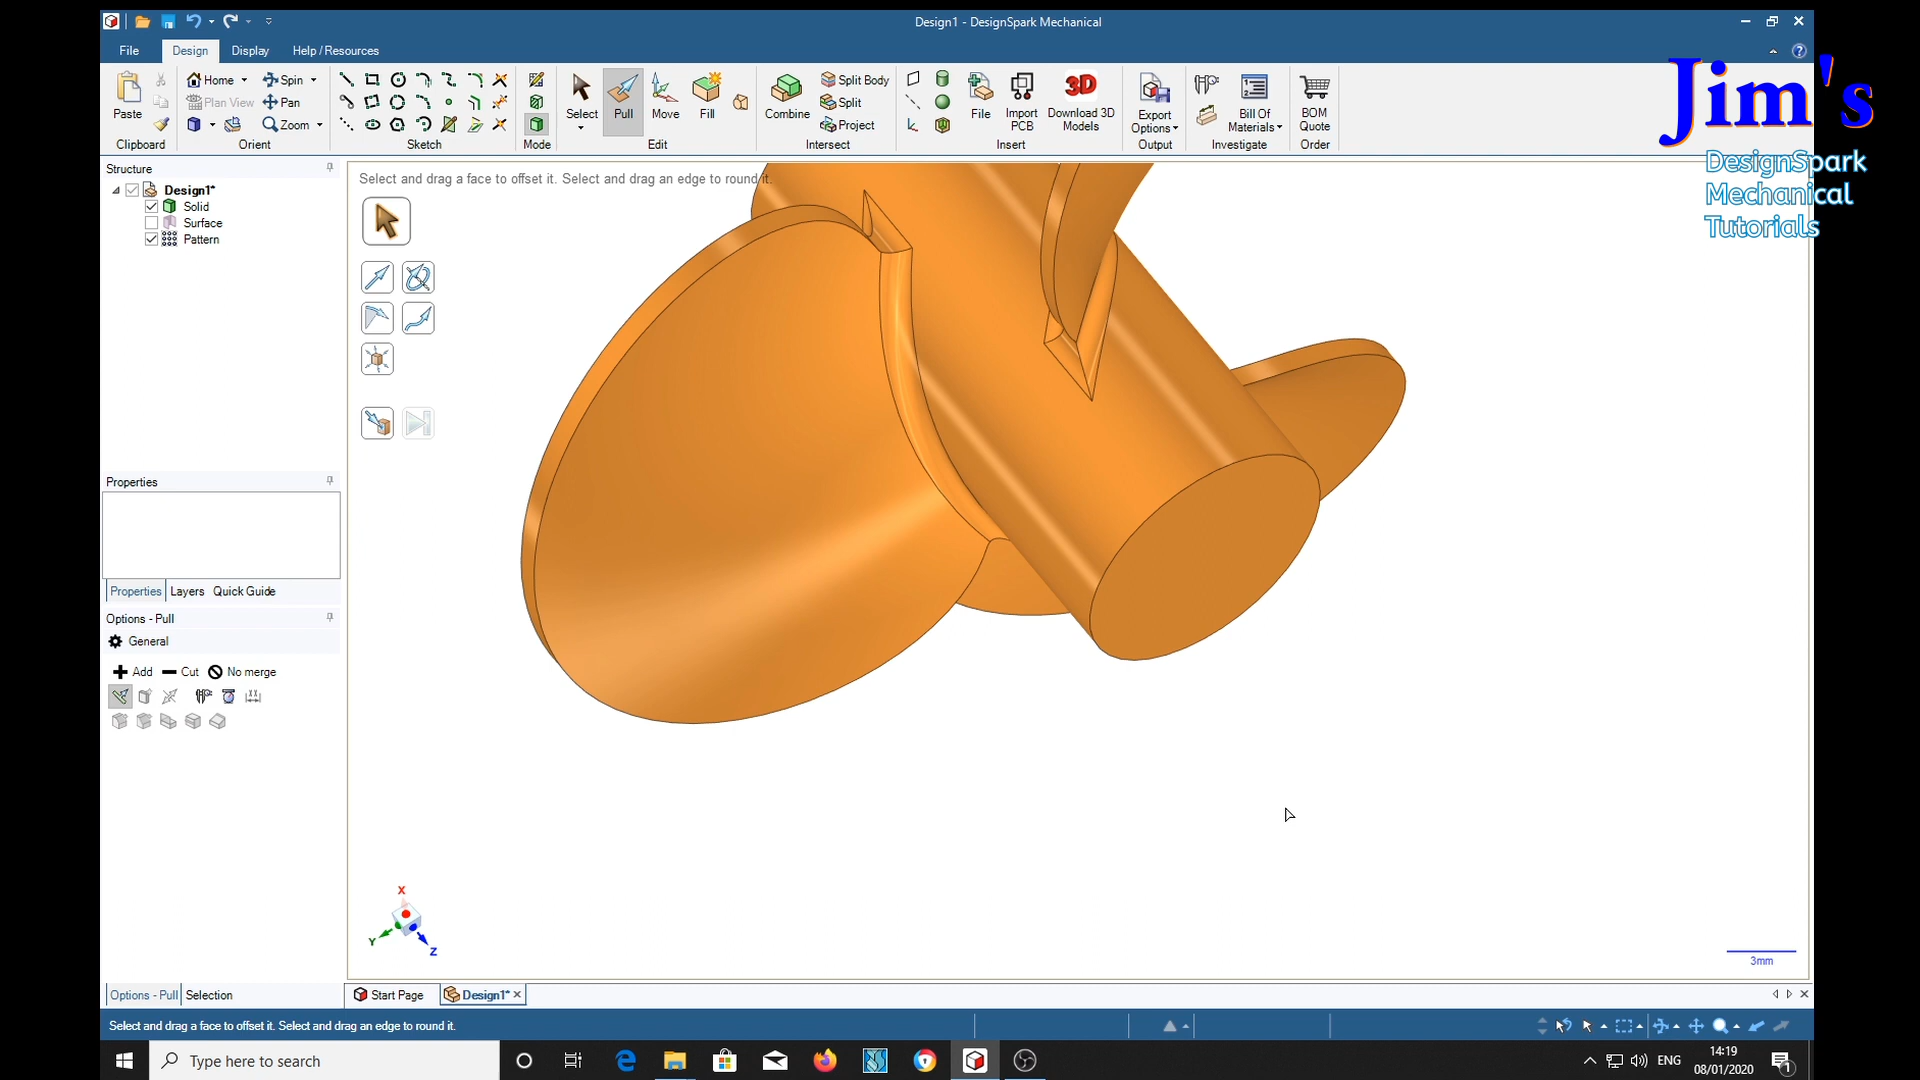 Design1 - DesignSpark Mechanical
File Design Display Help / Resources
Jim's
DesignSpark
Mechanical
Tutorials
Paste
Home Spin
Plan View Pan
Zoom
Select Pull Move Fill
Combine
Split Body
Split
Project
File
Import
PCB
3D
Download 3D
Models
Export
Options
Bill Of
Materials
BOM
Quote
Clipboard Orient Sketch Mode Edit Intersect Insert Output Investigate Order
Structure
Design1*
Solid
Surface
Pattern
Select and drag a face to offset it. Select and drag an edge to round it.
Properties
Properties Layers Quick Guide
Options - Pull
General
Add Cut No merge
X
Y
Z
3mm
Options - Pull Selection
Start Page Design1*
Select and drag a face to offset it. Select and drag an edge to round it.
Type here to search
ENG
14:19
08/01/2020
1